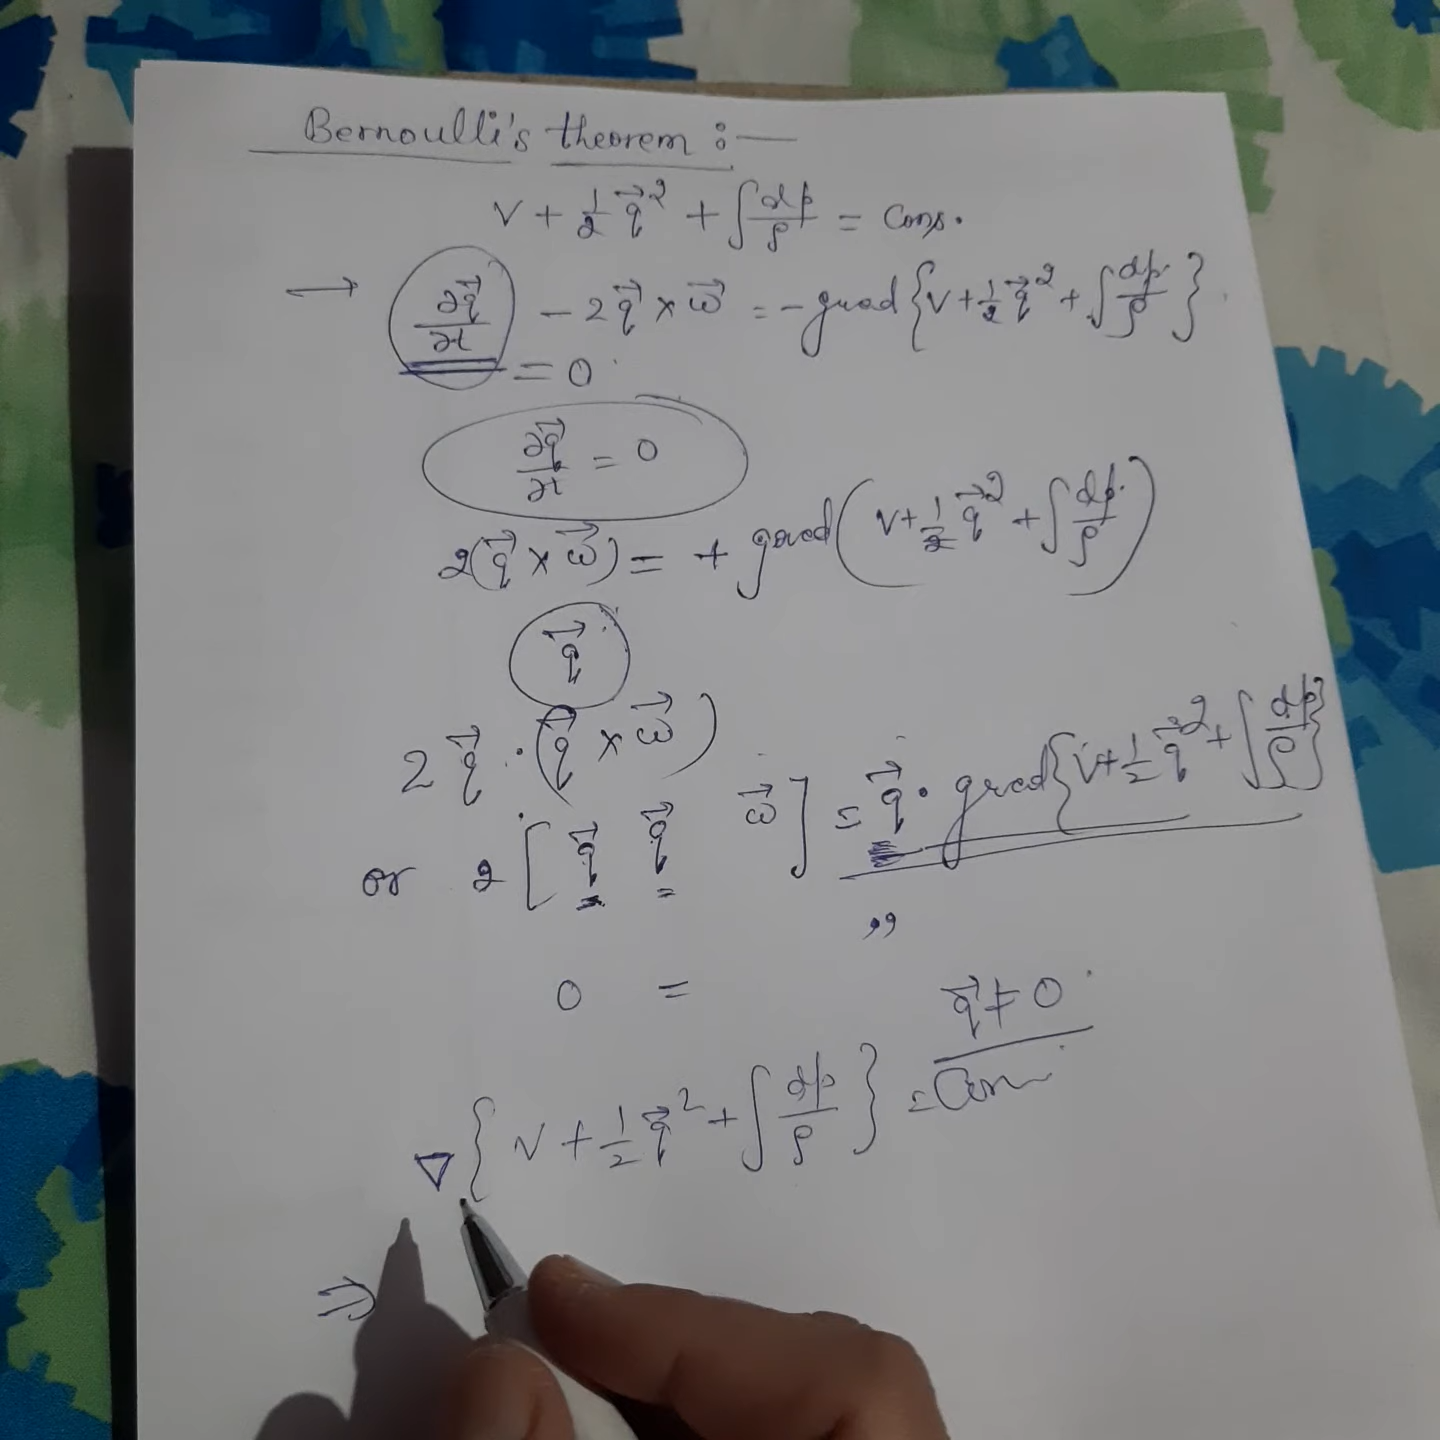 Bernoulli's theorem :—
V + 1/2 q⃗² + ∫dp/ρ = Cons.
→ ∂q⃗/∂t − 2q⃗ × ω⃗ = −grad{V + 1/2 q⃗² + ∫dp/ρ}
= 0
∂q⃗/∂t = 0
2(q⃗ × ω⃗) = + grad(V + 1/2 q⃗² + ∫dp/ρ)
q⃗
2 q⃗ · (q⃗ × ω⃗)
or 2 [q⃗ q⃗ ω⃗] = q⃗ · grad{V + 1/2 q⃗² + ∫dp/ρ}
,,
0 =
q⃗ ≠ 0
∇{V + 1/2 q⃗² + ∫dp/ρ} = Con
⇒